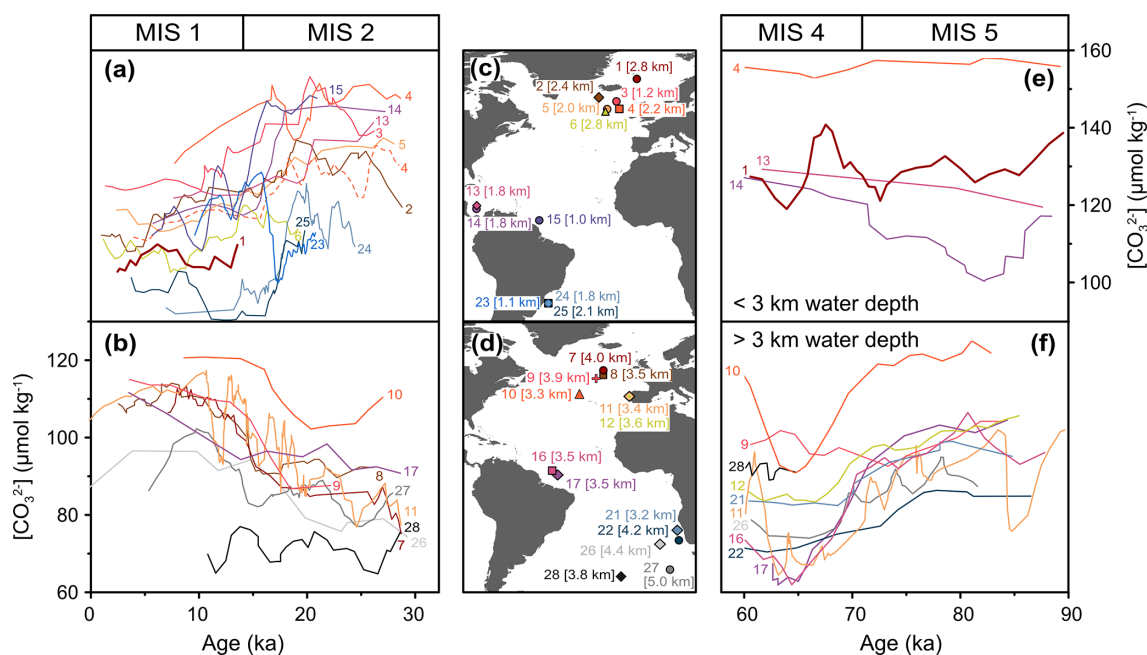 MIS 1 MIS 2
MIS 4 MIS 5
(a)
15
4
14
13
3
5
4
2
1
6
25
23
24
(c)
1 [2.8 km]
2 [2.4 km]
3 [1.2 km]
5 [2.0 km]
4 [2.2 km]
6 [2.8 km]
13 [1.8 km]
14 [1.8 km]
15 [1.0 km]
23 [1.1 km]
24 [1.8 km]
25 [2.1 km]
160
140
120
100
[CO₃²⁻] (μmol kg⁻¹)
4
(e)
1
13
14
< 3 km water depth
(b)
120
100
80
60
[CO₃²⁻] (μmol kg⁻¹)
10
17
8
9
27
11
28
26
7
0 10 20 30
Age (ka)
(d)
7 [4.0 km]
9 [3.9 km]
8 [3.5 km]
10 [3.3 km]
11 [3.4 km]
12 [3.6 km]
16 [3.5 km]
17 [3.5 km]
21 [3.2 km]
22 [4.2 km]
26 [4.4 km]
27
[5.0 km]
28 [3.8 km]
> 3 km water depth
(f)
10
9
28
12
21
11
26
16
22
17
60 70 80 90
Age (ka)